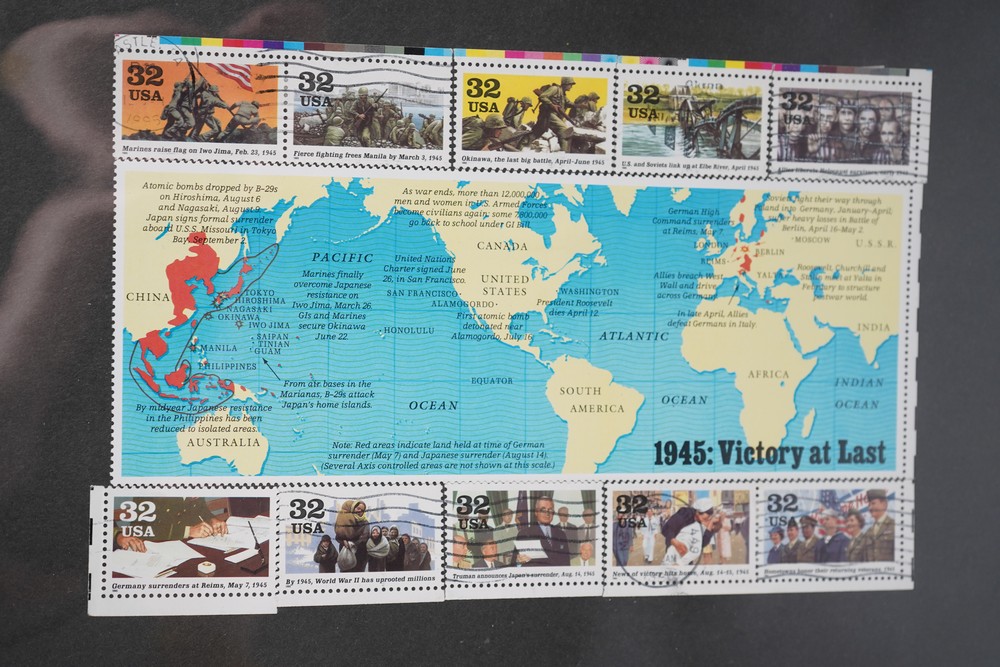 32
USA
Marines raise flag on Iwo Jima, Feb. 23, 1945
32
USA
Fierce fighting frees Manila by March 3, 1945
32
USA
Okinawa, the last big battle, April-June 1945
32
USA
U.S. and Soviets link up at Elbe River, April 1945
32
USA
Atomic bombs dropped by B-29s
on Hiroshima, August 6
and Nagasaki, August 9.
Japan signs formal surrender
aboard U.S.S. Missouri in Tokyo
Bay, September 2.
As war ends, more than 12,000,000
men and women in U.S. Armed Forces
become civilians again; some 7,800,000
go back to school under GI Bill.
German High
Command surrenders
at Reims, May 7.
Soviets fight their way through
into Germany, January-April,
heavy losses in Battle of
Berlin, April 16-May 2.
MOSCOW
U.S.S.R.
LONDON
BERLIN
REIMS
YALTA
CANADA
PACIFIC
United Nations
Charter signed June
26, in San Francisco.
Marines finally
overcome Japanese
resistance on
Iwo Jima, March 26.
GIs and Marines
secure Okinawa
June 22.
UNITED
STATES
SAN FRANCISCO
ALAMOGORDO
WASHINGTON
President Roosevelt
dies April 12.
First atomic bomb
detonated near
Alamogordo, July 16.
Allies breach West
Wall and drive
across Germany
Roosevelt, Churchill and
Stalin meet at Yalta in
February to structure
postwar world.
In late April, Allies
defeat Germans in Italy
CHINA
TOKYO
HIROSHIMA
NAGASAKI
OKINAWA
IWO JIMA
SAIPAN
TINIAN
GUAM
MANILA
PHILIPPINES
HONOLULU
ATLANTIC
INDIA
AFRICA
EQUATOR
From air bases in the
Marianas, B-29s attack
Japan's home islands.
SOUTH
AMERICA
OCEAN
OCEAN
INDIAN
OCEAN
By midyear Japanese resistance
in the Philippines has been
reduced to isolated areas.
AUSTRALIA
Note: Red areas indicate land held at time of German
surrender (May 7) and Japanese surrender (August 14).
(Several Axis controlled areas are not shown at this scale.)
1945: Victory at Last
32
USA
Germany surrenders at Reims, May 7, 1945
32
USA
By 1945, World War II has uprooted millions
32
USA
Truman announces Japan's surrender, Aug. 14, 1945
32
USA
News of victory hits home, Aug. 14-15, 1945
32
USA
Hometowns honor their returning veterans, 1945